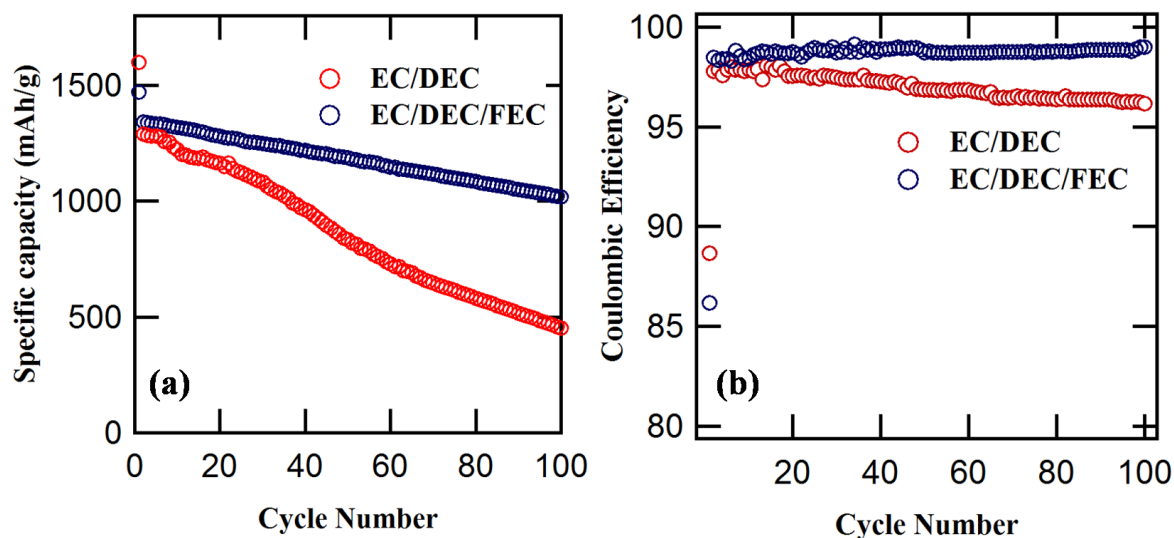 Specific capacity (mAh/g)
1500
1000
500
0
EC/DEC
EC/DEC/FEC
(a)
0
20
40
60
80
100
Cycle Number
Coulombic Efficiency
100
95
90
85
80
EC/DEC
EC/DEC/FEC
(b)
20
40
60
80
100
Cycle Number